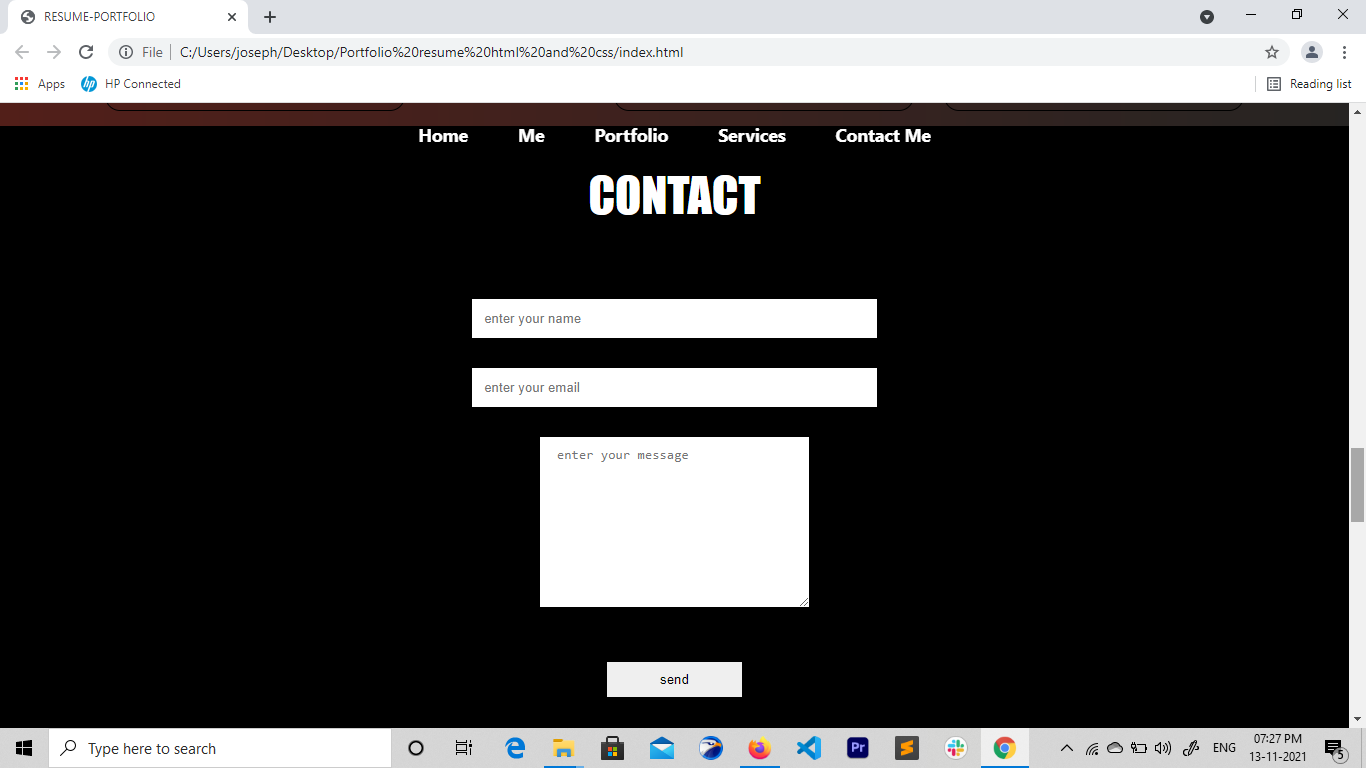 RESUME-PORTFOLIO
File C:/Users/joseph/Desktop/Portfolio%20resume%20html%20and%20css/index.html
Apps hp HP Connected Reading list
Home Me Portfolio Services Contact Me
CONTACT
enter your name
enter your email
enter your message
send
Type here to search Pr S ENG 07:27 PM
13-11-2021 5